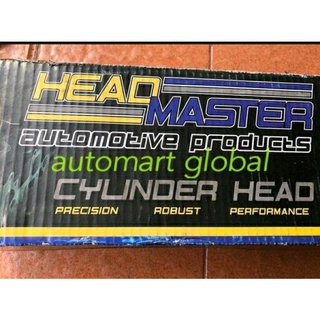 HEAD
MASTER
automotive products
automart global
CYLINDER HEAD
PRECISION ROBUST PERFORMANCE